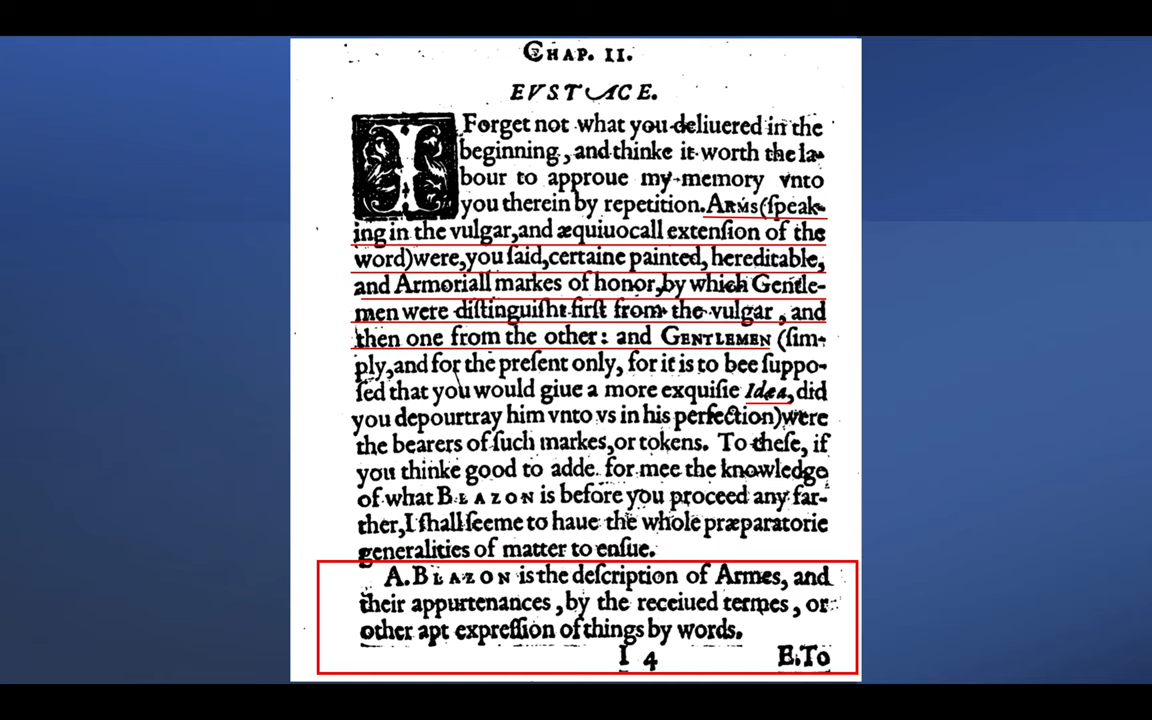 CHAP. II.
EVSTACE.
I Forget not what you deliuered in the
beginning, and thinke it worth the la-
bour to approue my memory vnto
you therein by repetition. ARMS (ſpeak-
ing in the vulgar, and æquiuocall extenſion of the
word) were, you ſaid, certaine painted, hereditable,
and Armoriall markes of honor, by which Gentle-
men were diſtinguiſht firſt from the vulgar, and
then one from the other: and GENTLEMEN (ſim-
ply, and for the preſent only, for it is to bee ſuppo-
ſed that you would giue a more exquiſie Idea, did
you depourtray him vnto vs in his perfection) were
the bearers of ſuch markes, or tokens. To theſe, if
you thinke good to adde for mee the knowledge
of what BLAZON is before you proceed any far-
ther, I ſhall ſeeme to haue the whole præparatorie
generalities of matter to enſue.
A. BLAZON is the deſcription of Armes, and
their appurtenances, by the receiued termes, or
other apt expreſſion of things by words.
I 4 E. To